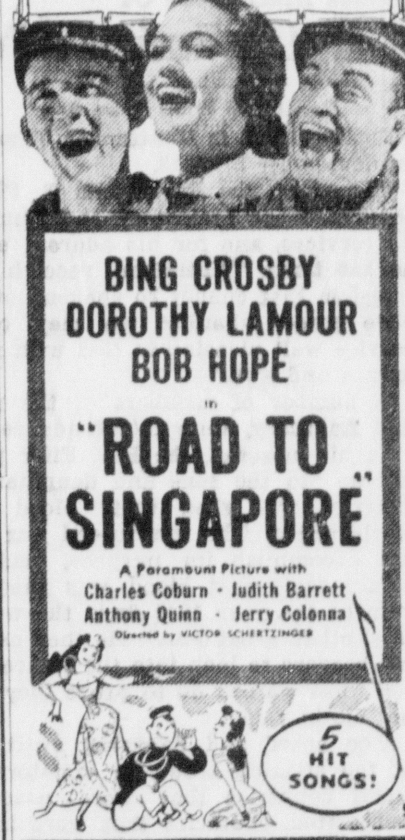 BING CROSBY
DOROTHY LAMOUR
BOB HOPE
in
"ROAD TO
SINGAPORE"
A Paramount Picture with
Charles Coburn · Judith Barrett
Anthony Quinn · Jerry Colonna
Directed by VICTOR SCHERTZINGER
5
HIT
SONGS!